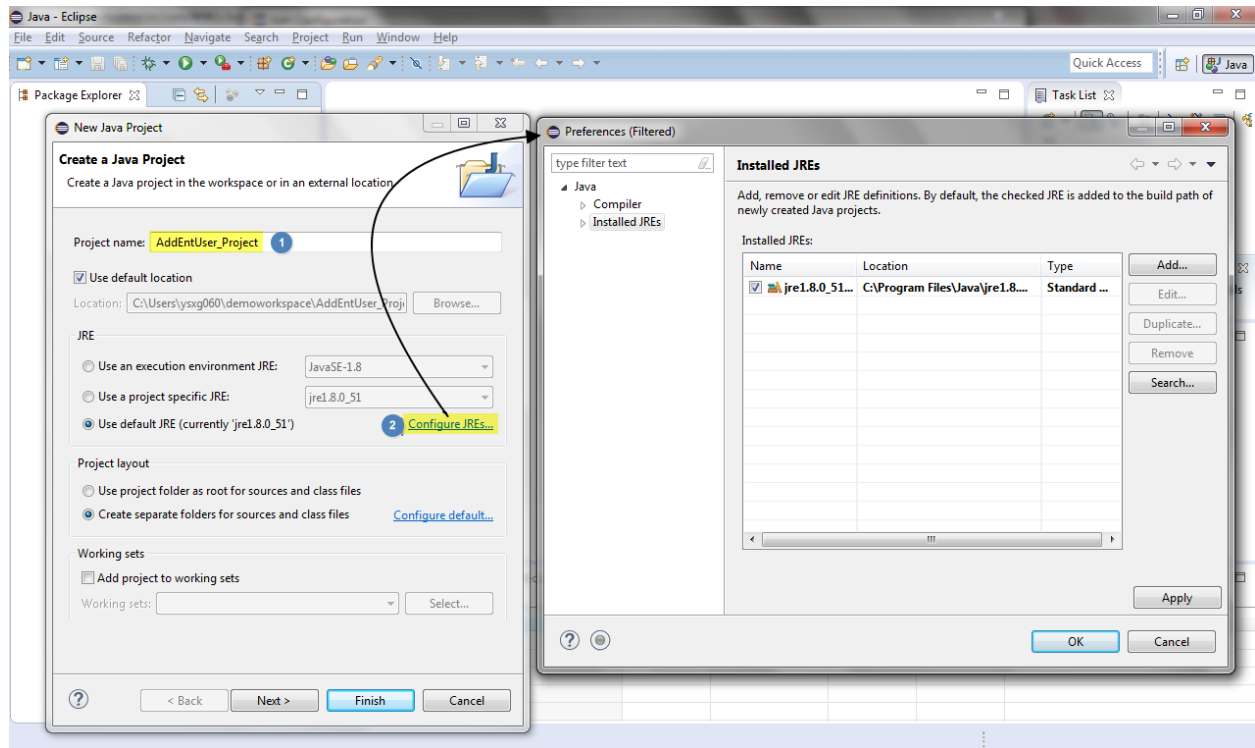 Java - Eclipse
File Edit Source Refactor Navigate Search Project Run Window Help
Quick Access
Java
Package Explorer
Task List
New Java Project
Create a Java Project
Create a Java project in the workspace or in an external location.
Project name: AddEntUser_Project 1
Use default location
Location: C:\Users\ysxg060\demoworkspace\AddEntUser_Proj Browse...
JRE
Use an execution environment JRE: JavaSE-1.8
Use a project specific JRE: jre1.8.0_51
Use default JRE (currently 'jre1.8.0_51') 2 Configure JREs...
Project layout
Use project folder as root for sources and class files
Create separate folders for sources and class files Configure default...
Working sets
Add project to working sets
Working sets: Select...
< Back Next > Finish Cancel
Preferences (Filtered)
type filter text
Java
Compiler
Installed JREs
Installed JREs
Add, remove or edit JRE definitions. By default, the checked JRE is added to the build path of
newly created Java projects.
Installed JREs:
Name Location Type
jre1.8.0_51... C:\Program Files\Java\jre1.8.... Standard ...
Add...
Edit...
Duplicate...
Remove
Search...
Apply
OK Cancel